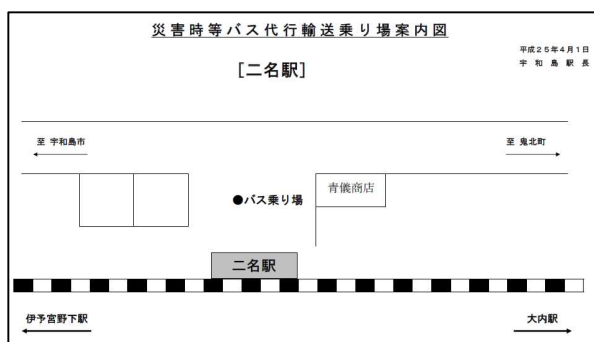 災害時等バス代行輸送乗り場案内図
平成25年4月1日
宇和島駅長
[二名駅]
至 宇和島市
至 鬼北町
青儀商店
●バス乗り場
二名駅
伊予宮野下駅
大内駅